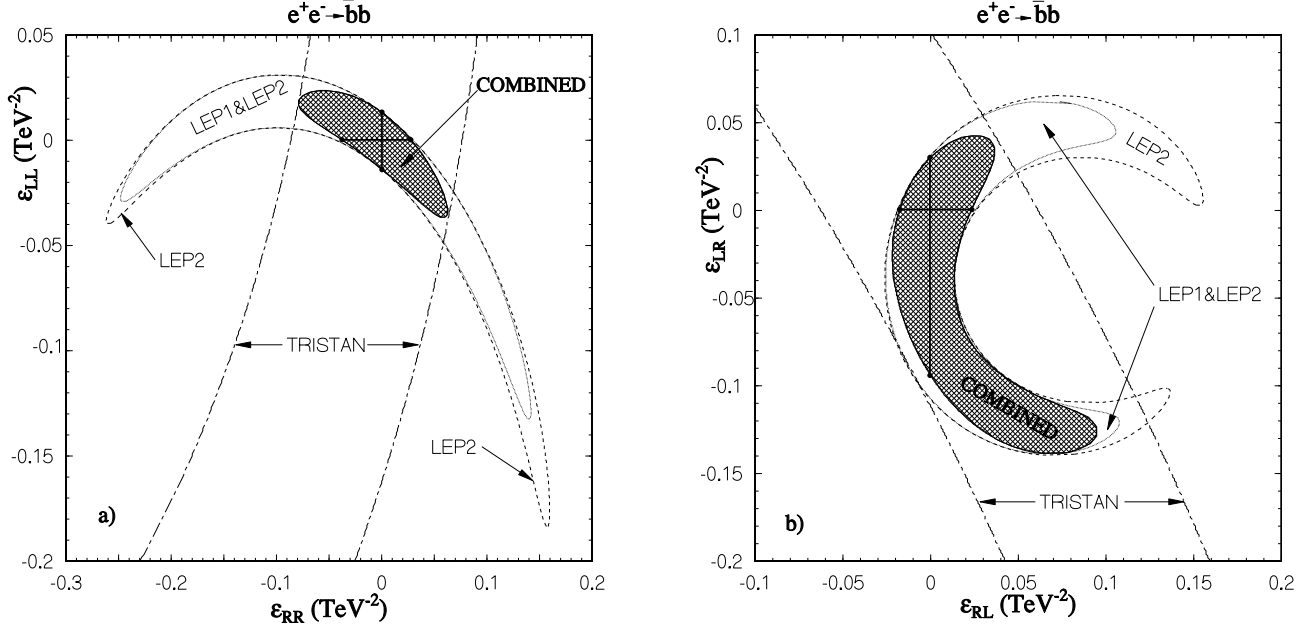 e⁺e⁻→b̄b
0.05
0
-0.05
-0.1
-0.15
-0.2
ε_LL (TeV⁻²)
LEP1&LEP2
COMBINED
LEP2
TRISTAN
LEP2
a)
-0.3
-0.2
-0.1
0
0.1
0.2
ε_RR (TeV⁻²)
e⁺e⁻→b̄b
0.1
0.05
0
-0.05
-0.1
-0.15
-0.2
ε_LR (TeV⁻²)
LEP2
LEP1&LEP2
COMBINED
TRISTAN
b)
-0.1
-0.05
0
0.05
0.1
0.15
0.2
ε_RL (TeV⁻²)